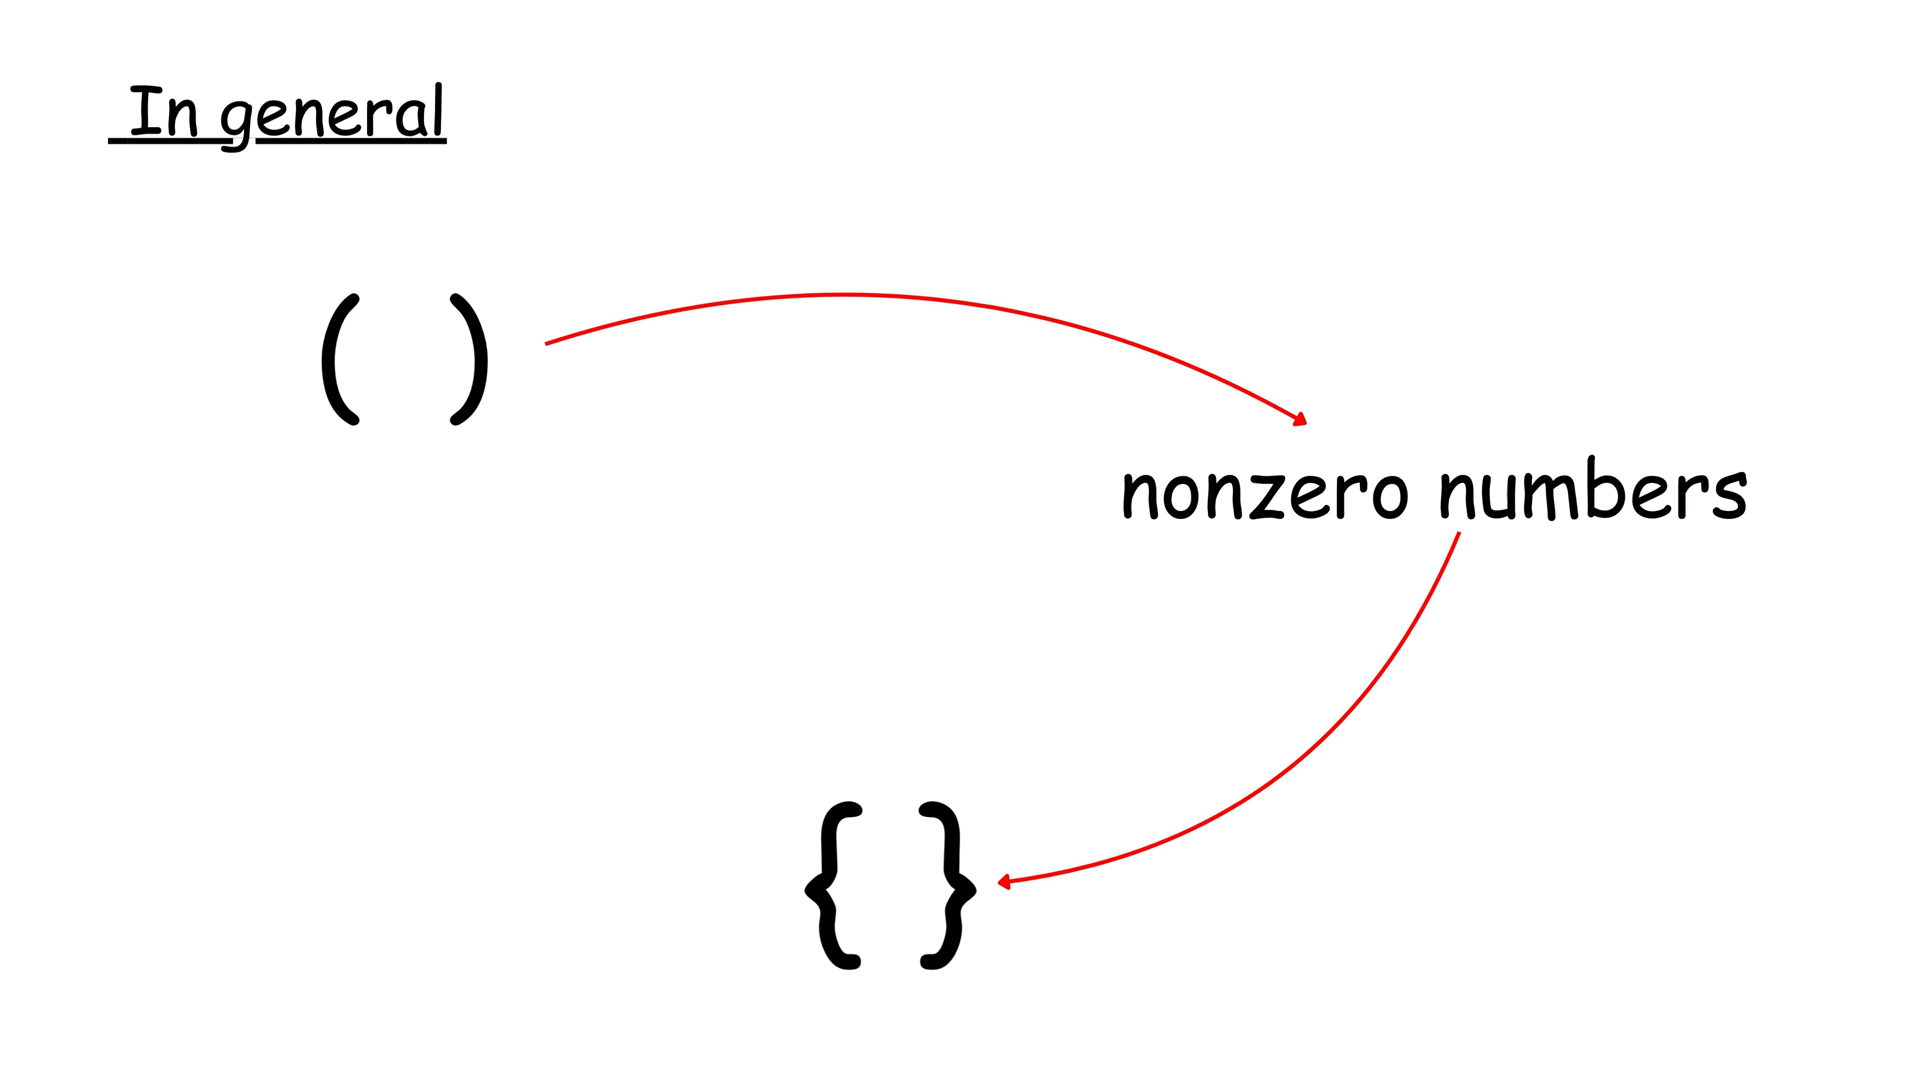 In general
( )
nonzero numbers
{ }